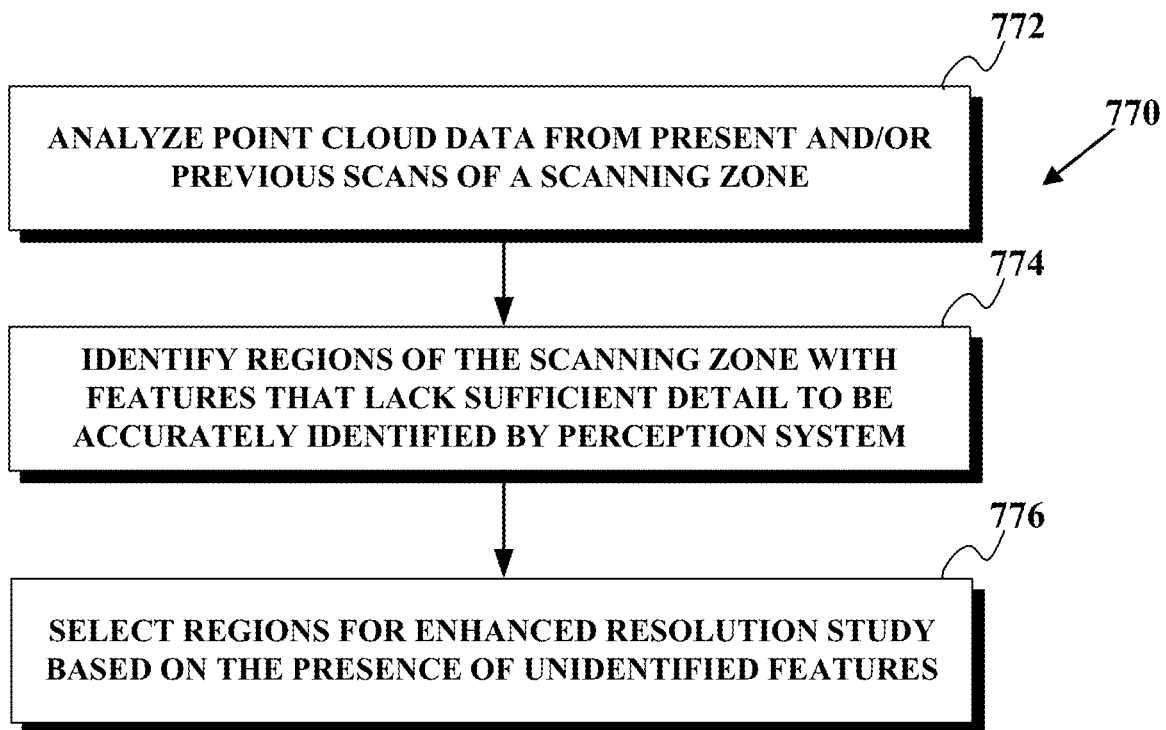 772
770
ANALYZE POINT CLOUD DATA FROM PRESENT AND/OR
PREVIOUS SCANS OF A SCANNING ZONE
774
IDENTIFY REGIONS OF THE SCANNING ZONE WITH
FEATURES THAT LACK SUFFICIENT DETAIL TO BE
ACCURATELY IDENTIFIED BY PERCEPTION SYSTEM
776
SELECT REGIONS FOR ENHANCED RESOLUTION STUDY
BASED ON THE PRESENCE OF UNIDENTIFIED FEATURES